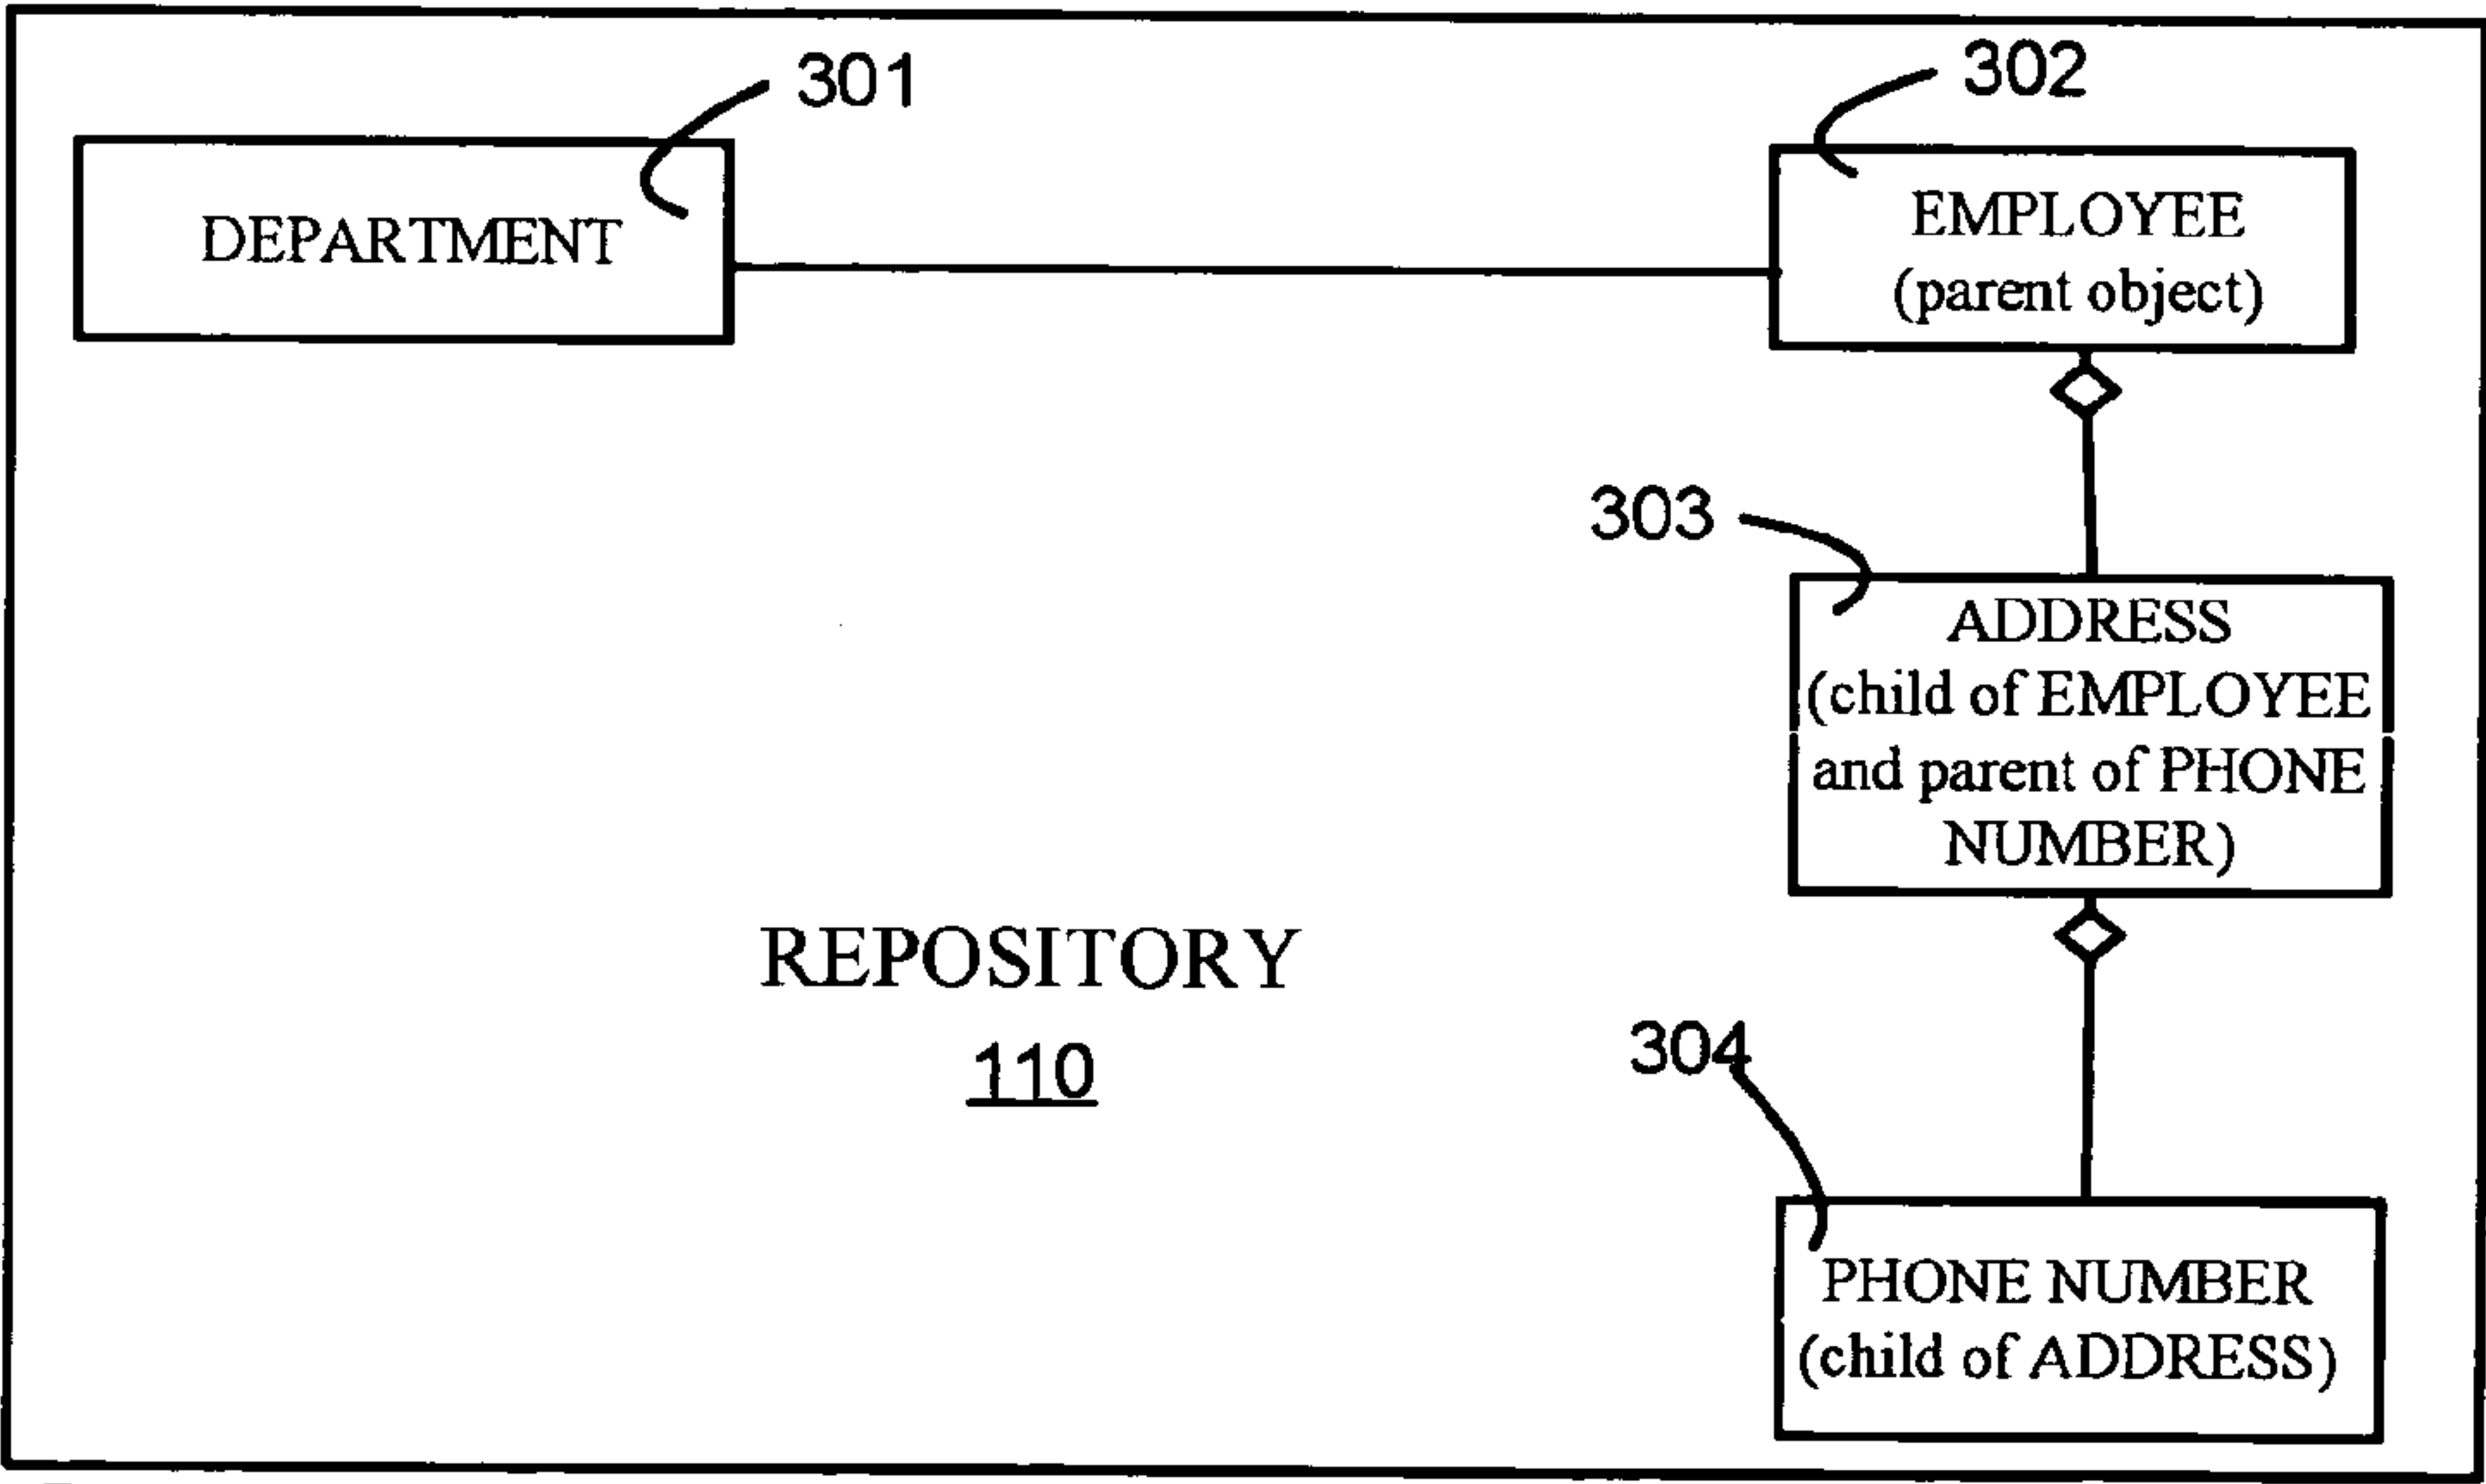 301
302
DEPARTMENT
EMPLOYEE
(parent object)
303
ADDRESS
(child of EMPLOYEE
and parent of PHONE
NUMBER)
REPOSITORY
110
304
PHONE NUMBER
(child of ADDRESS)